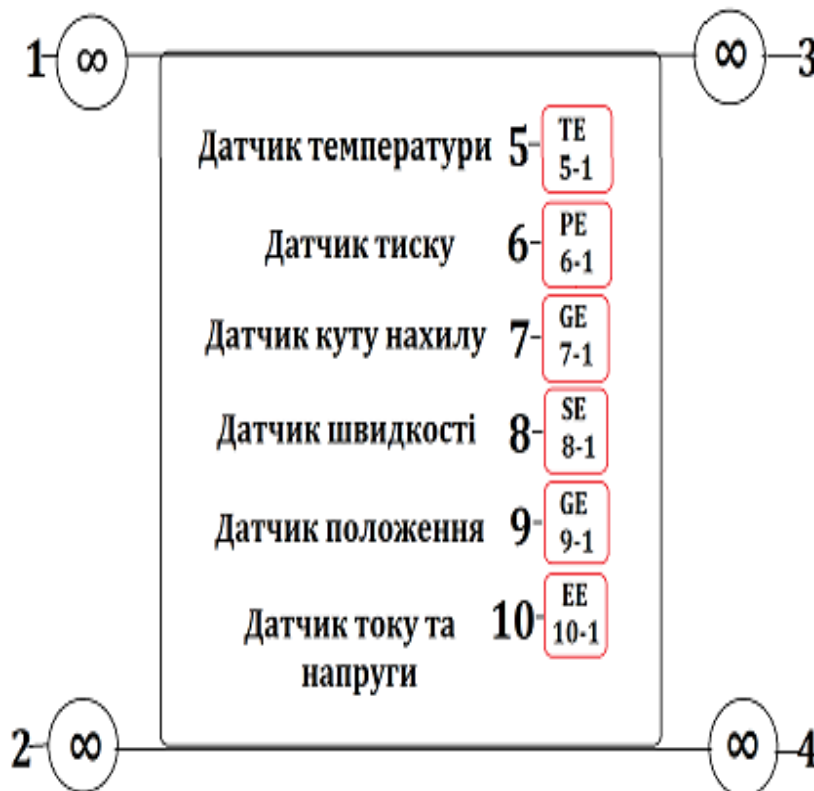 1 ∞ ∞ 3
Датчик температури 5 TE
5-1
Датчик тиску 6 PE
6-1
Датчик куту нахилу 7 GE
7-1
Датчик швидкості 8 SE
8-1
Датчик положення 9 GE
9-1
Датчик току та 10 EE
10-1
напруги
2 ∞ ∞ 4